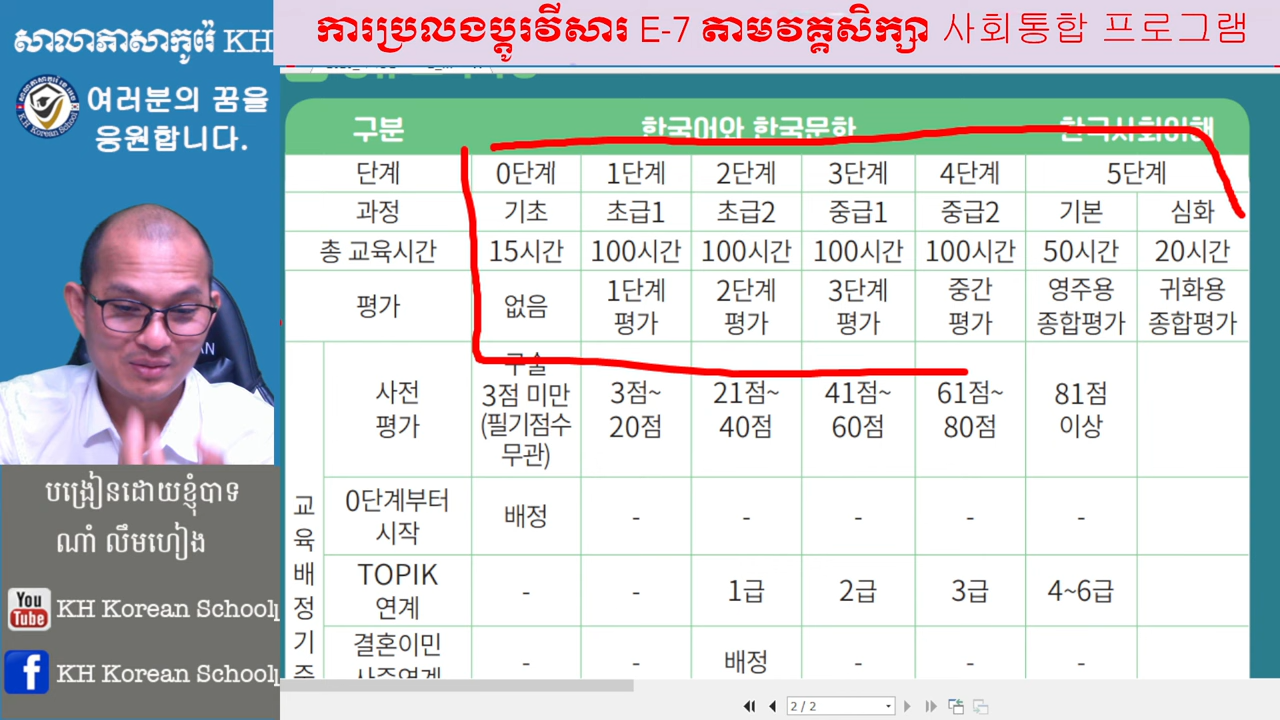 សាលាភាសាកូរ៉េ KH
여러분의 꿈을
응원합니다.
ការប្រលងប្ដូរវីសារ E-7 តាមវគ្គសិក្សា 사회통합 프로그램
구분 한국어와 한국문화 한국사회이해
단계 0단계 1단계 2단계 3단계 4단계 5단계
과정 기초 초급1 초급2 중급1 중급2 기본 심화
총 교육시간 15시간 100시간 100시간 100시간 100시간 50시간 20시간
평가 없음 1단계 평가 2단계 평가 3단계 평가 중간 평가 영주용 종합평가 귀화용 종합평가
사전 평가 구술 3점 미만 (필기점수 무관) 3점~ 20점 21점~ 40점 41점~ 60점 61점~ 80점 81점 이상
0단계부터 시작 배정 - - - - -
TOPIK 연계 - - 1급 2급 3급 4~6급
결혼이민 - - 배정 - - -
교육배정기준
បង្រៀនដោយខ្ញុំបាទ
ណាំ លឹមហៀង
You Tube KH Korean School
f KH Korean School
2 / 2